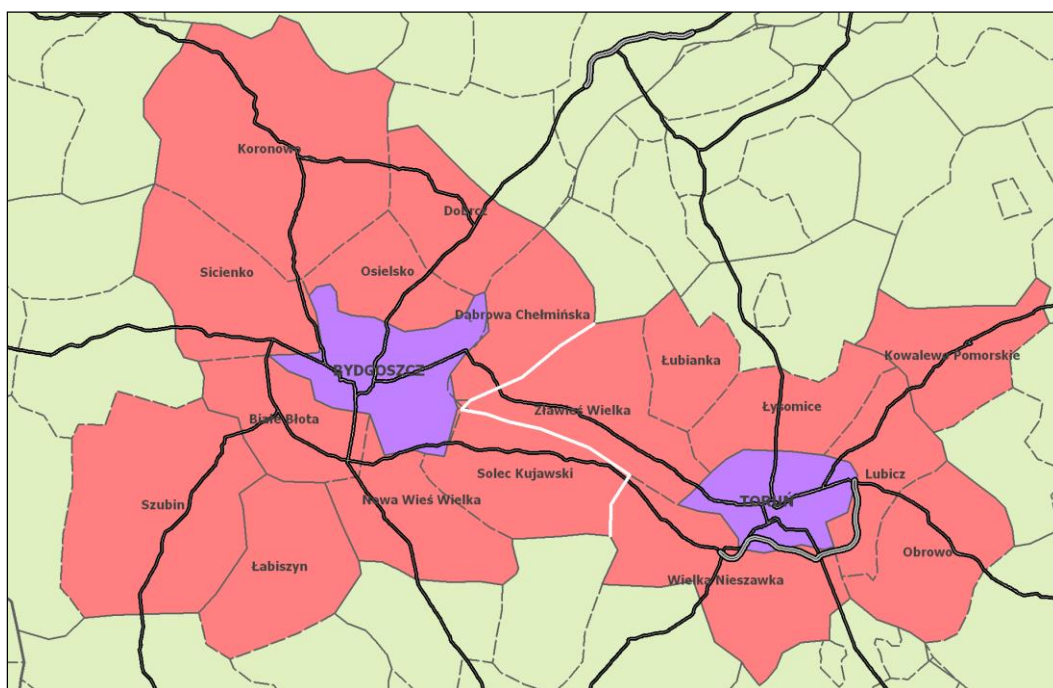 Koronowo
Dobrcz
Sicienko
Osielsko
Dąbrowa Chełmińska
Łubianka
Kowalewo Pomorskie
BYDGOSZCZ
Zławieś Wielka
Łysomice
Białe Błota
Solec Kujawski
Lubicz
Nowa Wieś Wielka
Szubin
TORUŃ
Łabiszyn
Wielka Nieszawka
Obrowo